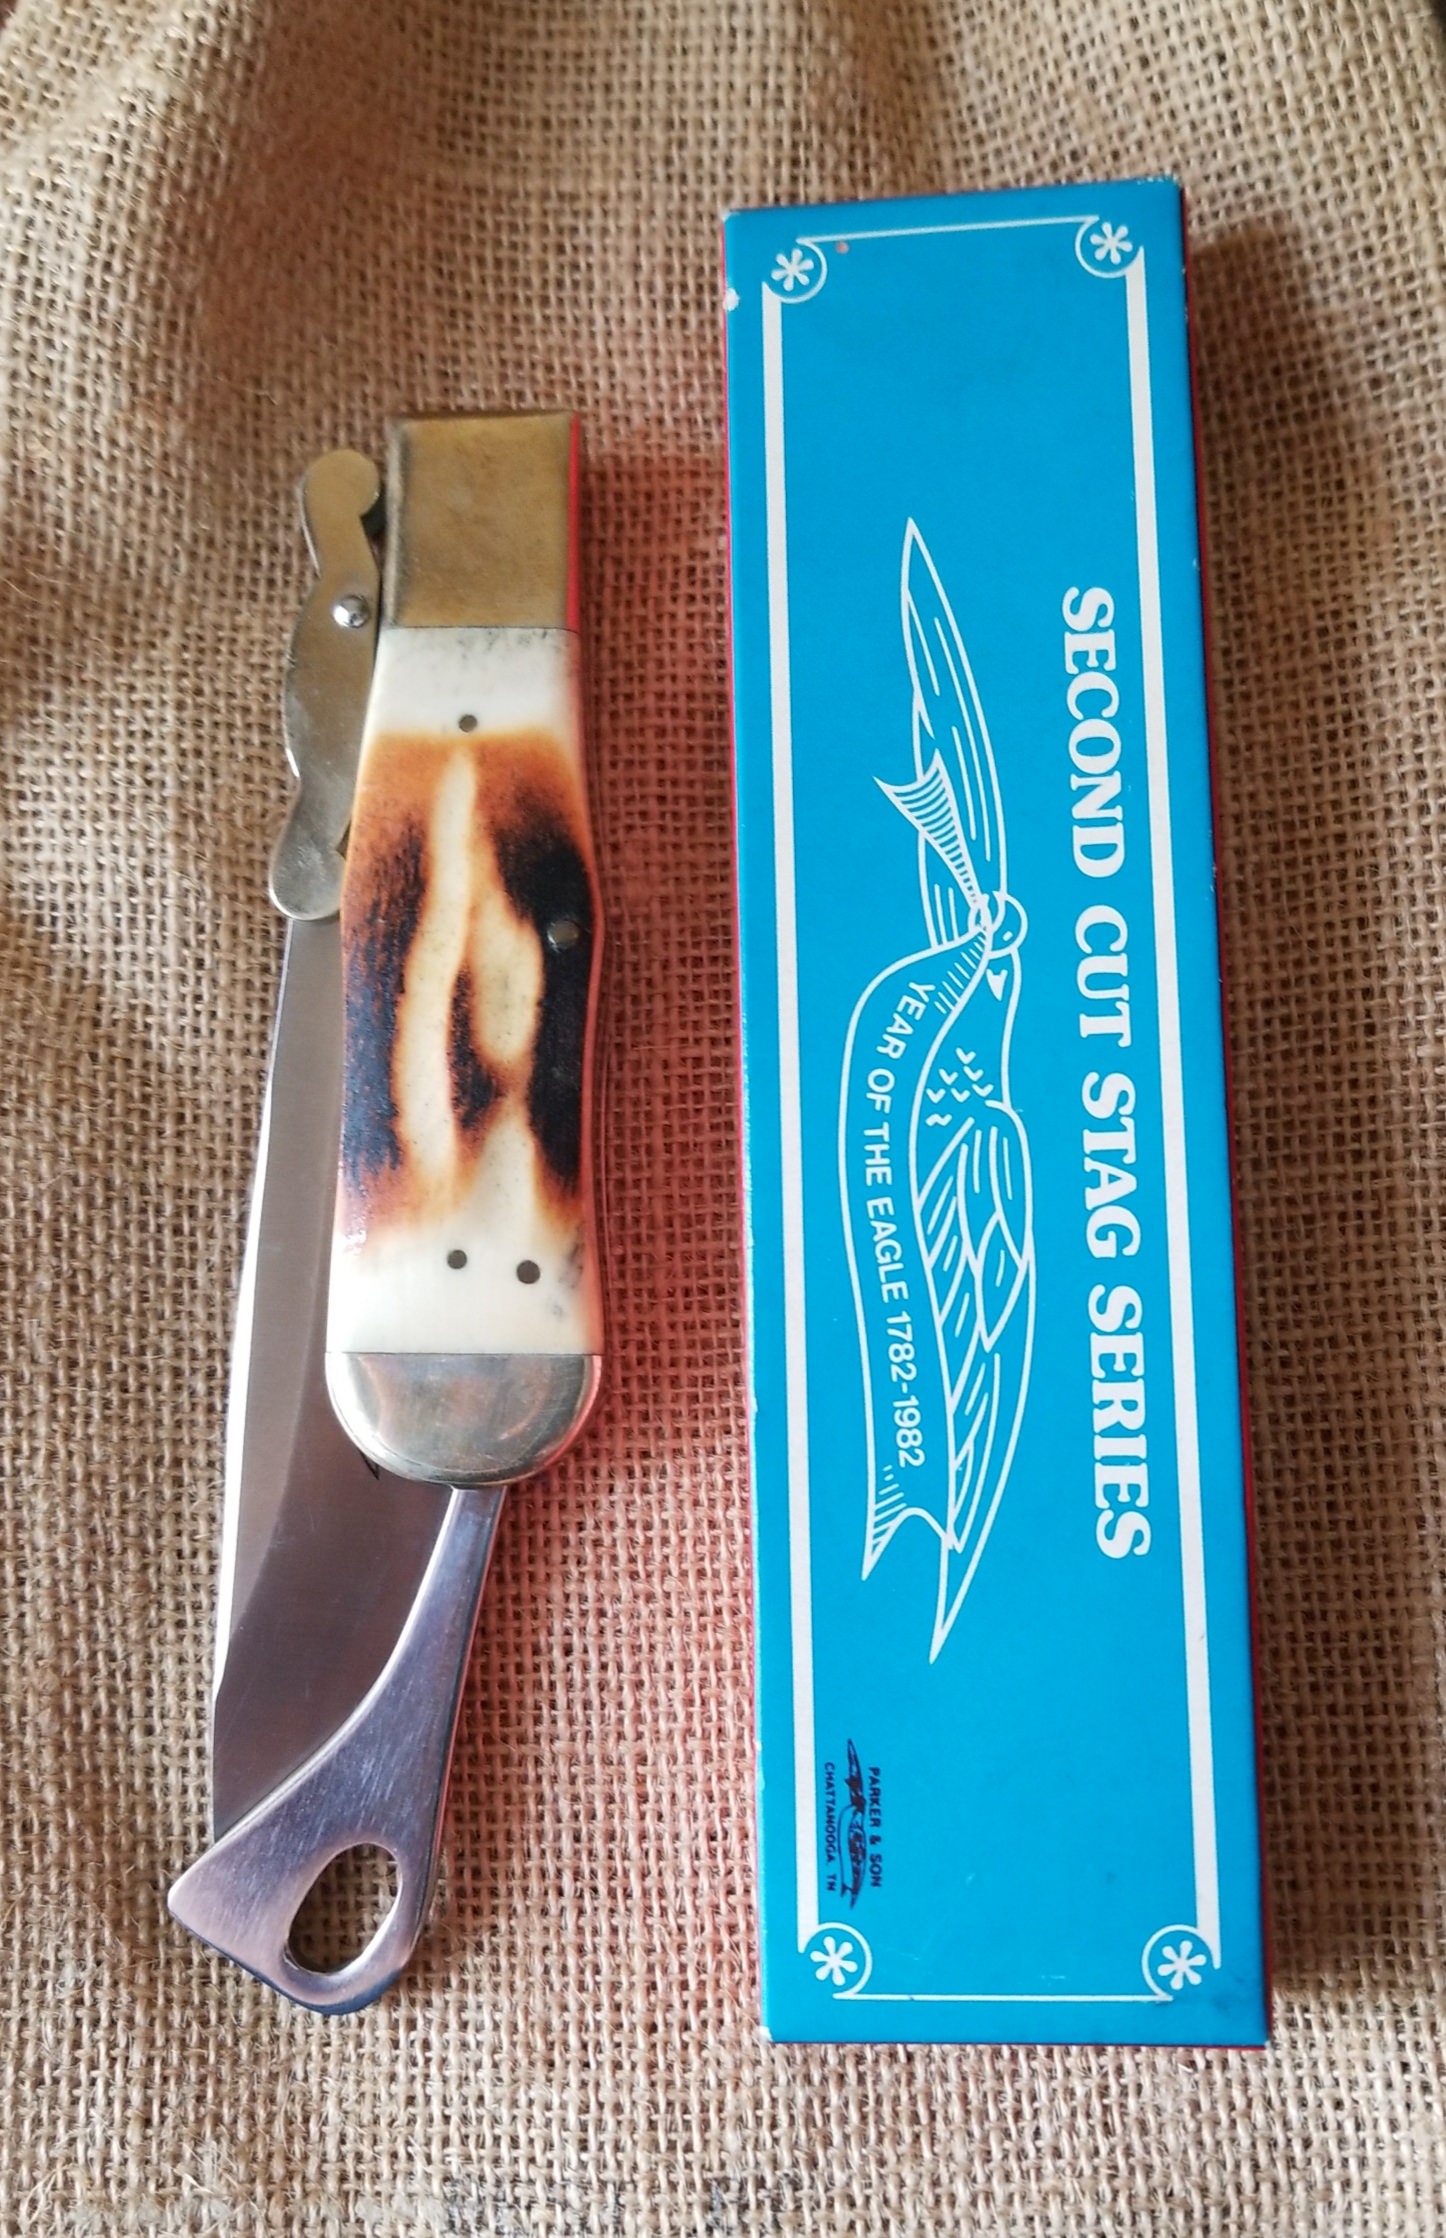 SECOND CUT STAG SERIES
YEAR OF THE EAGLE 1782-1982
PARKER & SON
CHATTANOOGA, TN